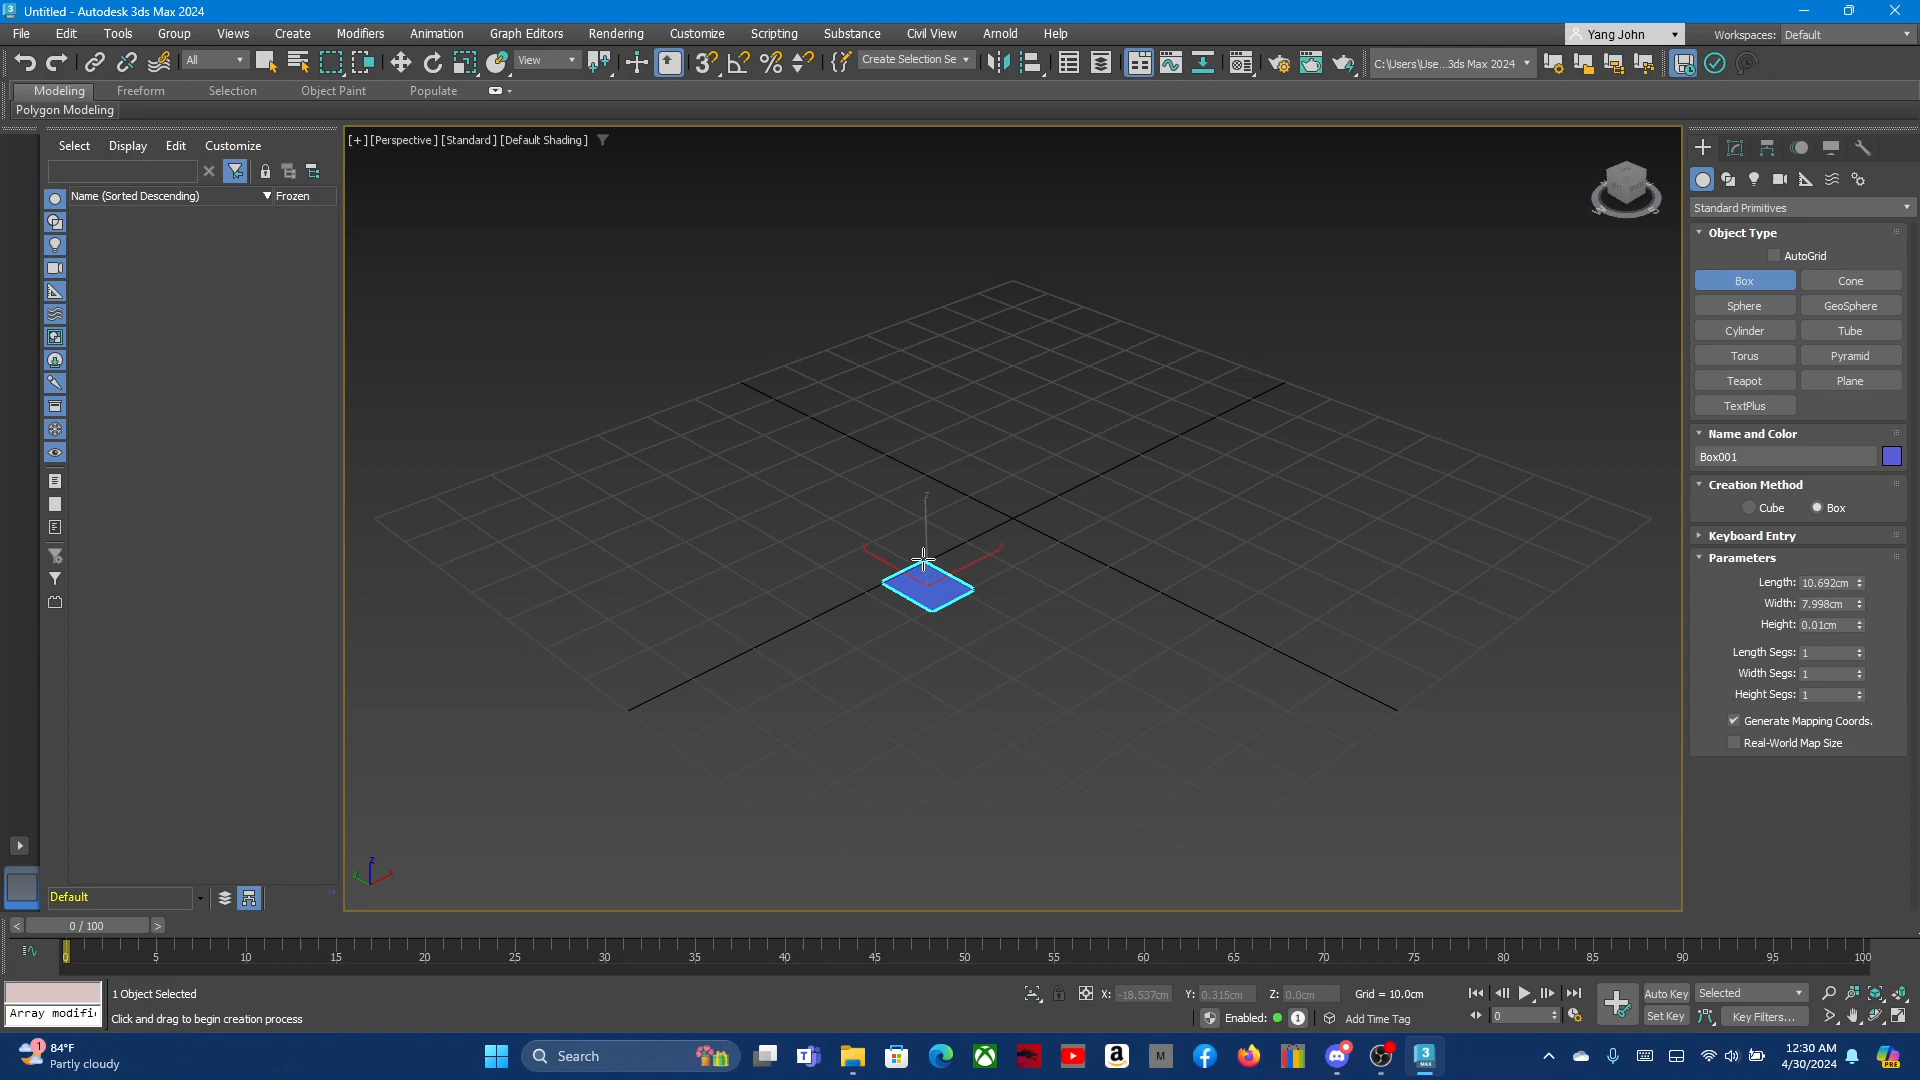 Untitled - Autodesk 3ds Max 2024
File Edit Tools Group Views Create Modifiers Animation Graph Editors Rendering Customize Scripting Substance Civil View Arnold Help
Yang John Workspaces: Default
All View Create Selection Se C:\Users\Use...3ds Max 2024
Modeling Freeform Selection Object Paint Populate
Polygon Modeling
Select Display Edit Customize
Name (Sorted Descending) Frozen
[+] [Perspective] [Standard] [Default Shading]
Standard Primitives
Object Type
AutoGrid
Box Cone
Sphere GeoSphere
Cylinder Tube
Torus Pyramid
Teapot Plane
TextPlus
Name and Color
Box001
Creation Method
Cube Box
Keyboard Entry
Parameters
Length: 10.692cm
Width: 7.998cm
Height: 0.01cm
Length Segs: 1
Width Segs: 1
Height Segs: 1
Generate Mapping Coords.
Real-World Map Size
z
z
y x
Default
< 0 / 100 >
0 5 10 15 20 25 30 35 40 45 50 55 60 65 70 75 80 85 90 95 100
1 Object Selected
X: -18.537cm Y: 0.315cm Z: 0.0cm Grid = 10.0cm
Auto Key Selected
Array modifi
Click and drag to begin creation process
Enabled: 1 Add Time Tag
0
Set Key Key Filters...
84°F
Partly cloudy
Search
12:30 AM
4/30/2024